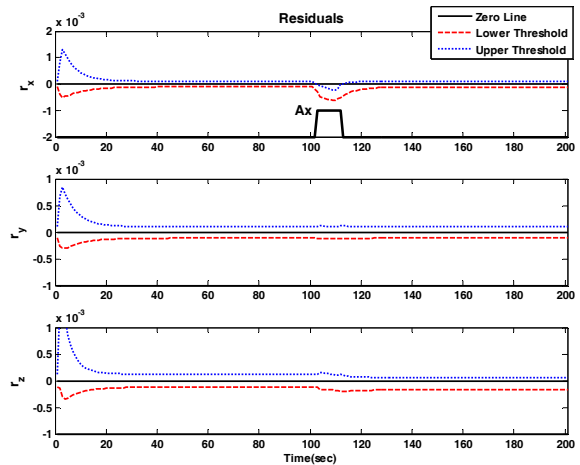 Residuals
Zero Line
Lower Threshold
Upper Threshold
x 10^-3
2
1
0
-1
-2
r_x
Ax
0 20 40 60 80 100 120 140 160 180 200
x 10^-3
1
0.5
0
-0.5
-1
r_y
0 20 40 60 80 100 120 140 160 180 200
x 10^-3
1
0.5
0
-0.5
-1
r_z
0 20 40 60 80 100 120 140 160 180 200
Time(sec)